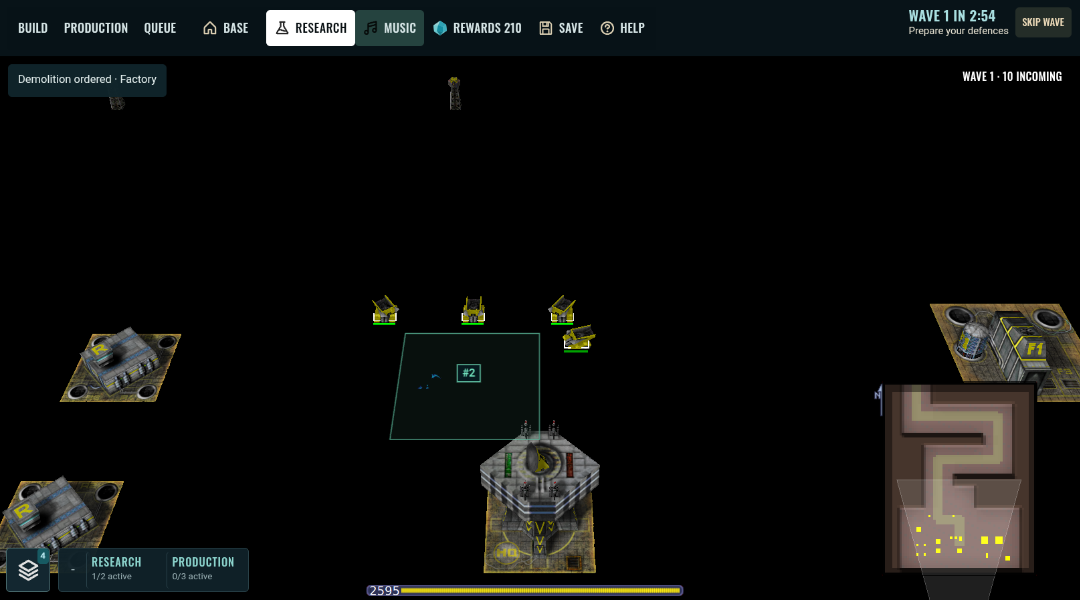 BUILD
PRODUCTION
QUEUE
BASE
RESEARCH
MUSIC
REWARDS 210
SAVE
HELP
WAVE 1 IN 2:54
Prepare your defences
SKIP WAVE
Demolition ordered · Factory
WAVE 1 · 10 INCOMING
#2
R
F1
N
R
HQ
4
-
RESEARCH
1/2 active
PRODUCTION
0/3 active
2595